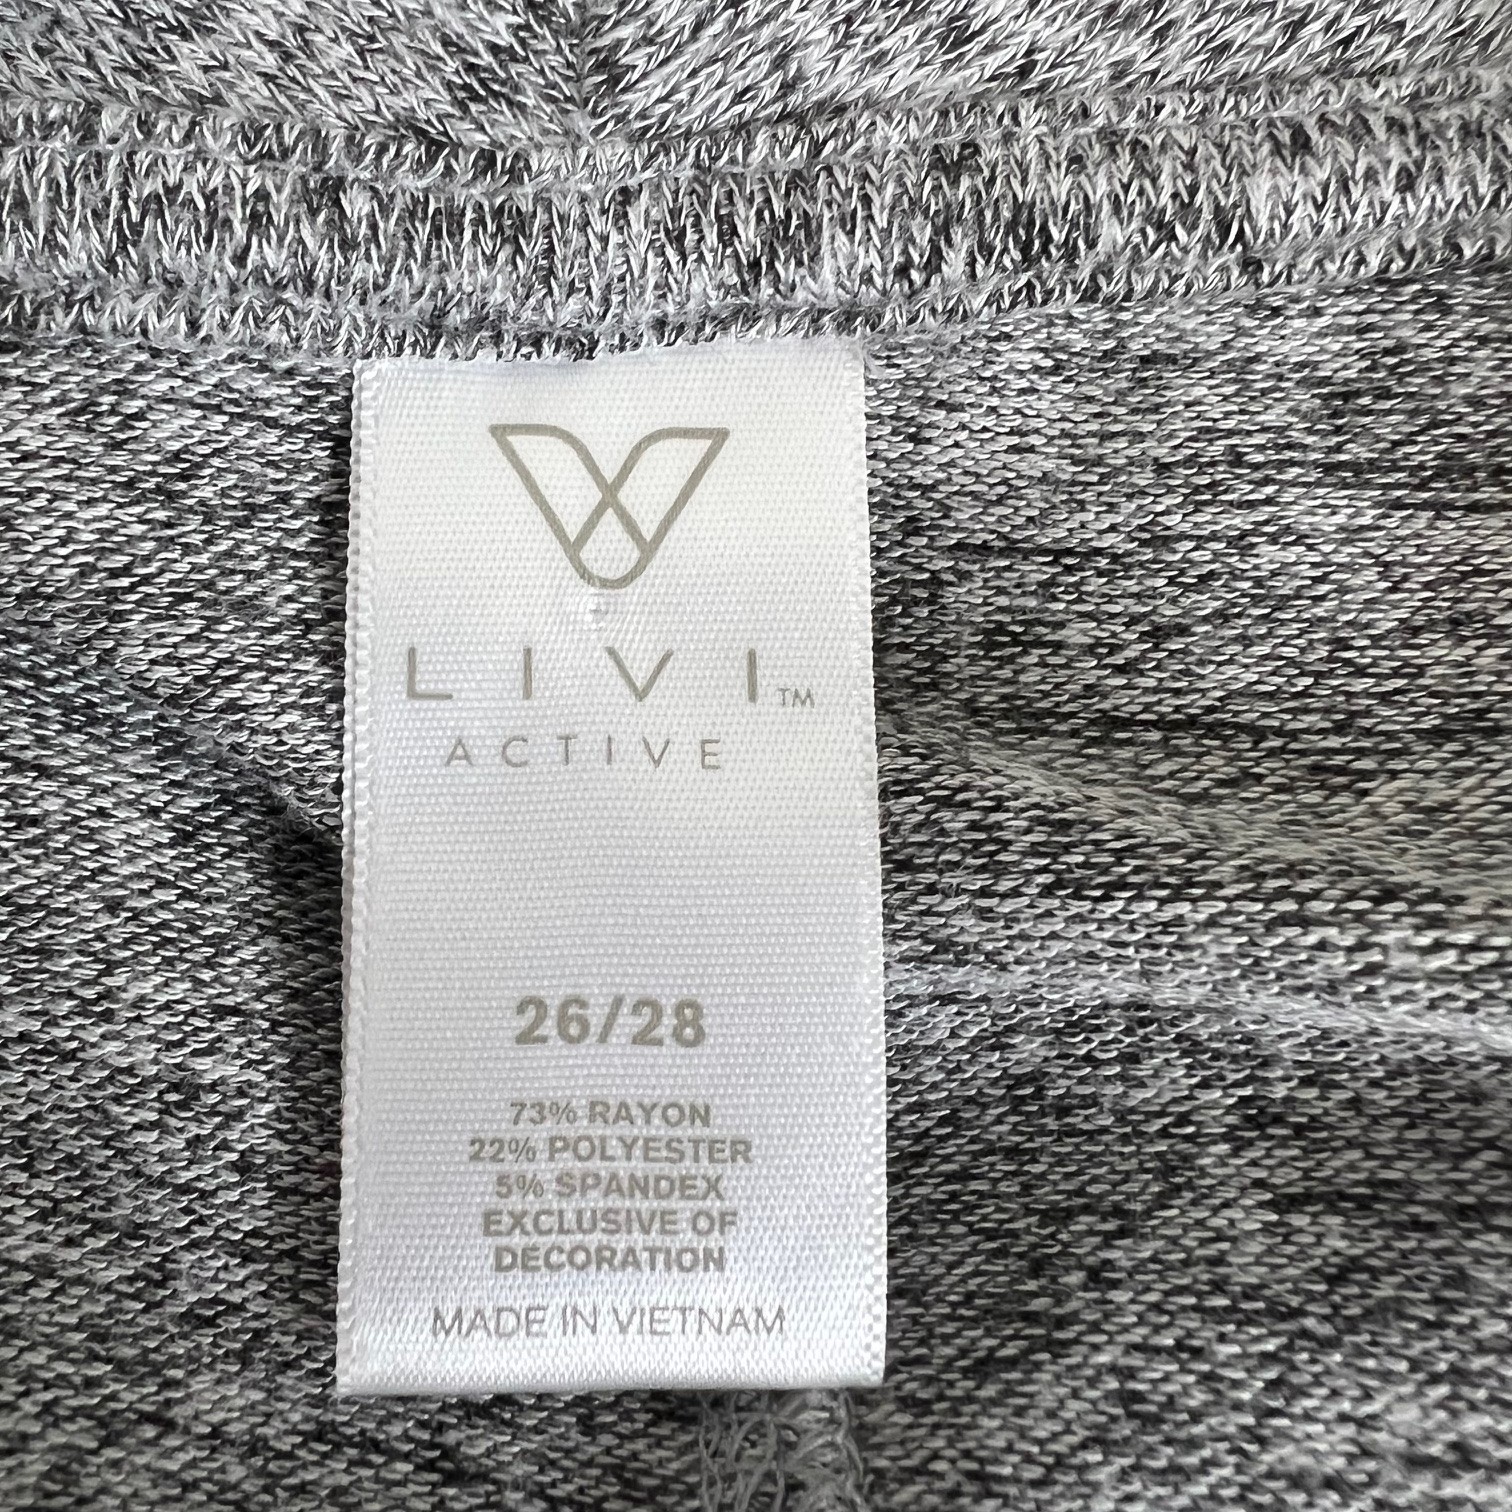 LIVI™
ACTIVE
26/28
73% RAYON
22% POLYESTER
5% SPANDEX
EXCLUSIVE OF
DECORATION
MADE IN VIETNAM